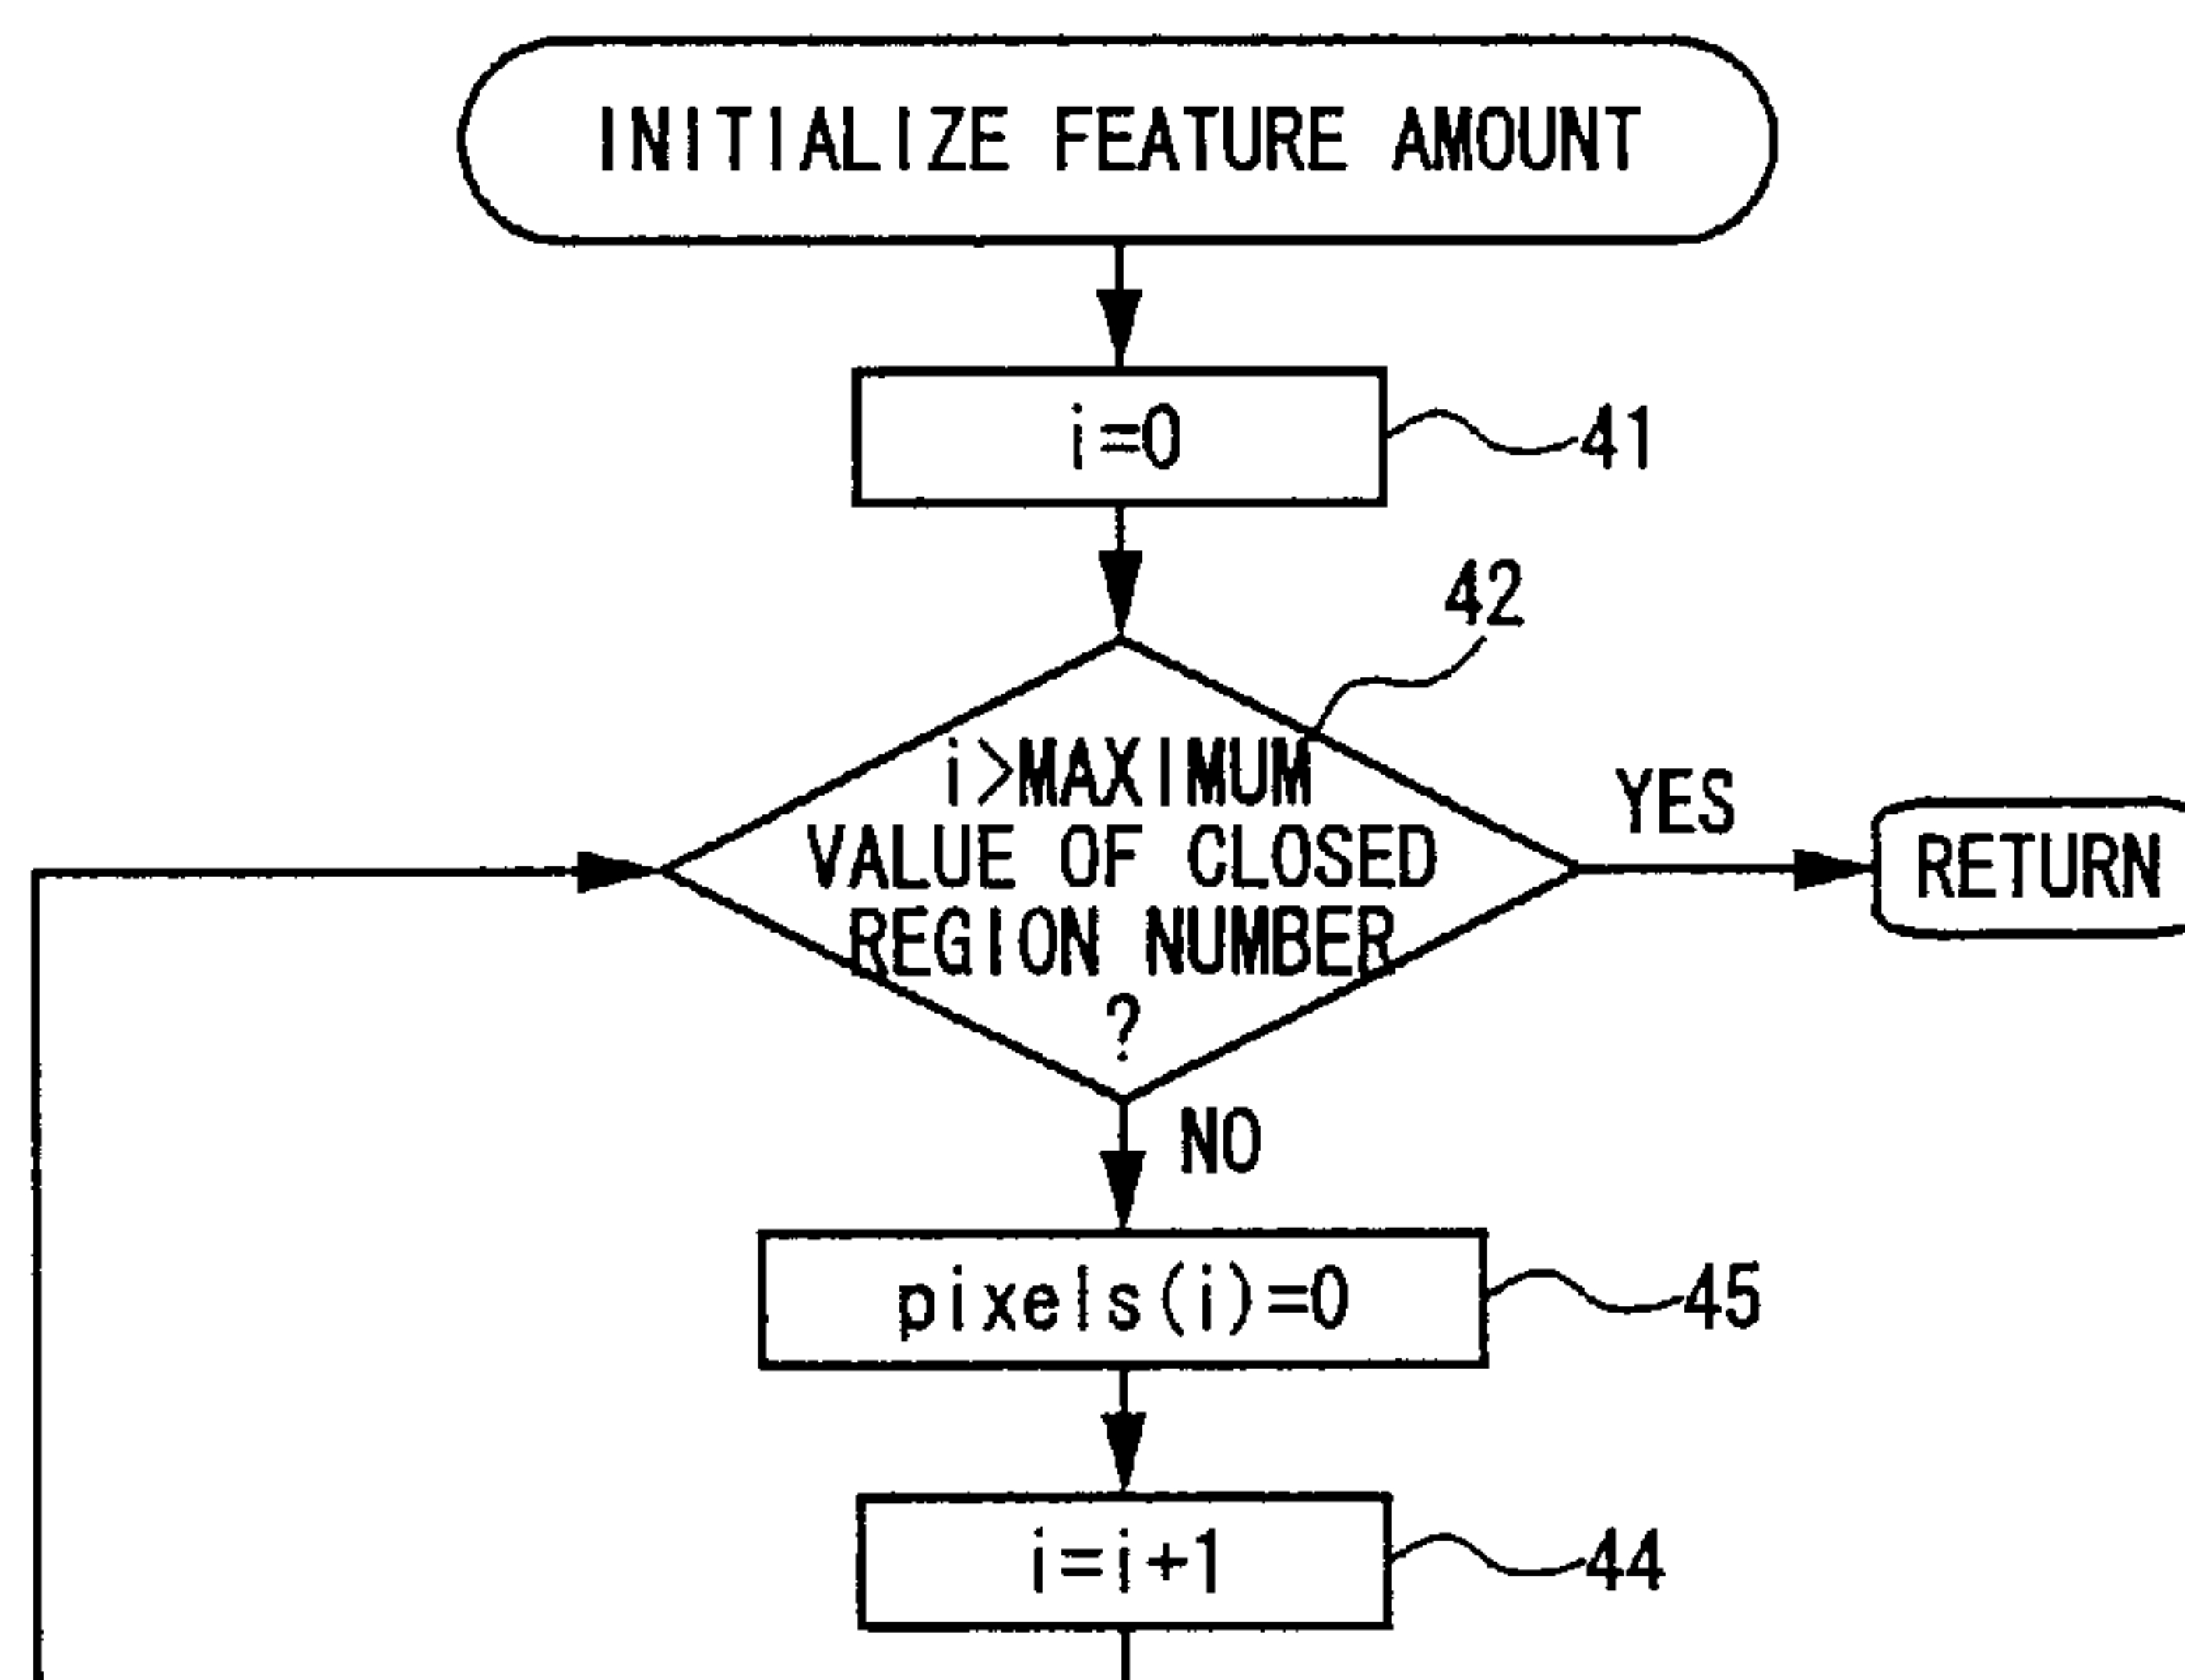 INITIALIZE FEATURE AMOUNT
i=0
41
42
i>MAXIMUM
VALUE OF CLOSED
REGION NUMBER
?
YES
RETURN
NO
pixels(i)=0
45
i=i+1
44